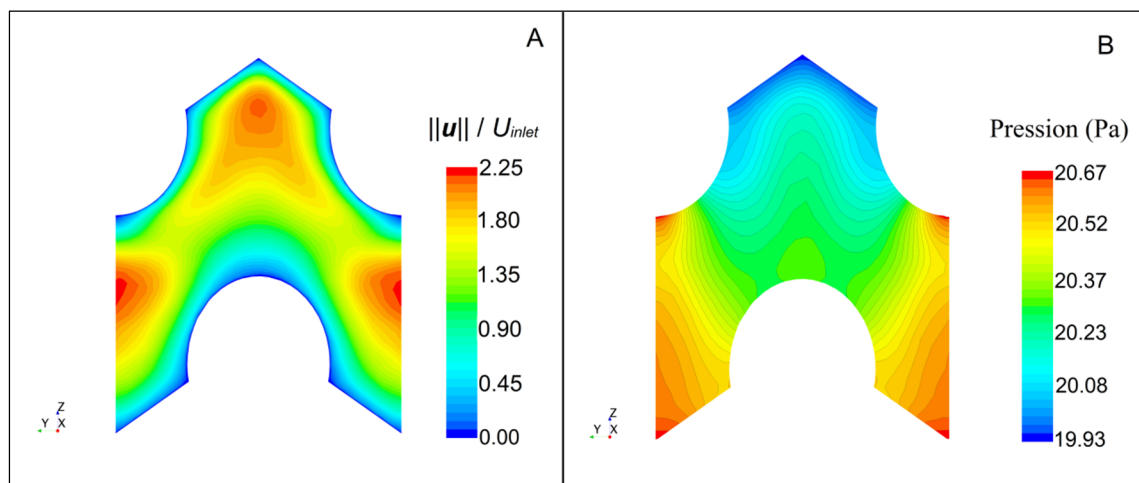 A
||u|| / Uinlet
2.25
1.80
1.35
0.90
0.45
0.00
Z
Y X
B
Pression (Pa)
20.67
20.52
20.37
20.23
20.08
19.93
Z
Y X